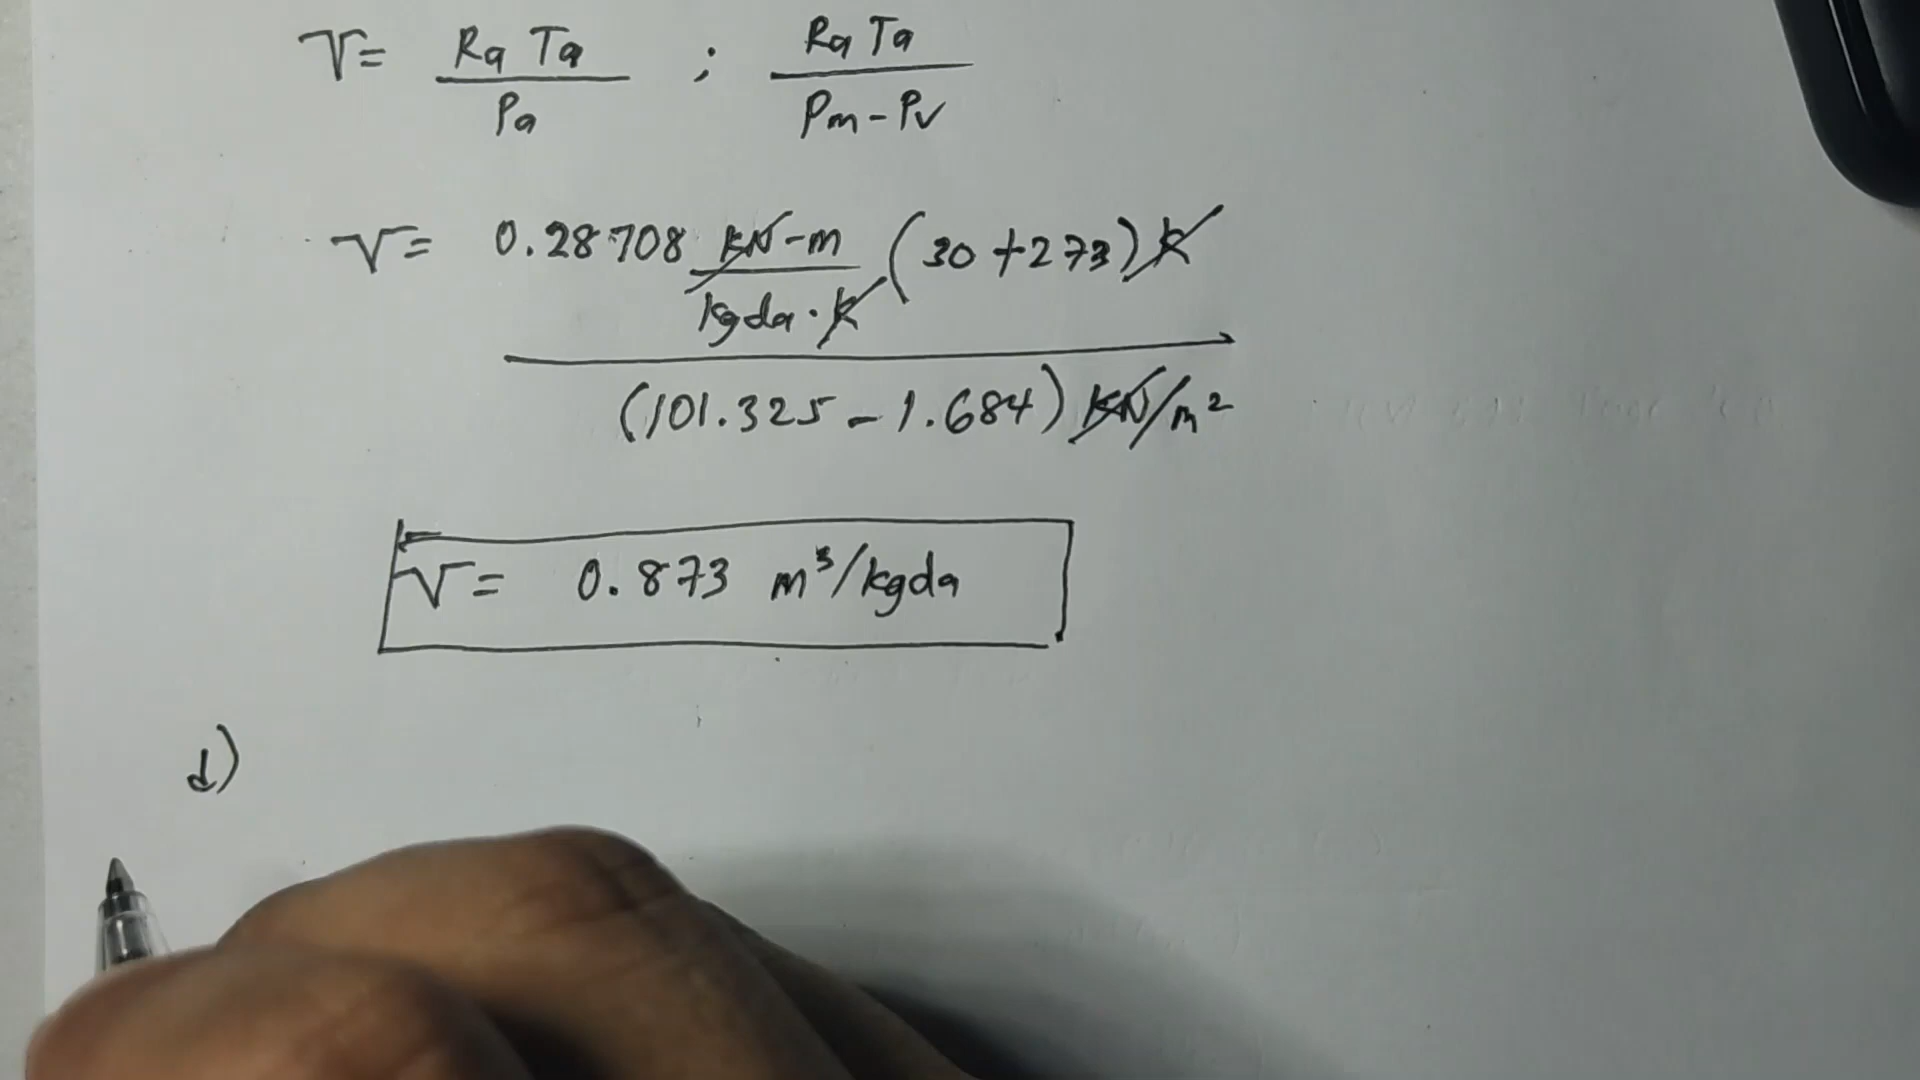 V = Ra Ta / Pa ; Ra Ta / Pm - Pv
V = 0.28708 kN-m / kgda·K (30 + 273) K / (101.325 - 1.684) kN/m²
V = 0.873 m³/kgda
d)